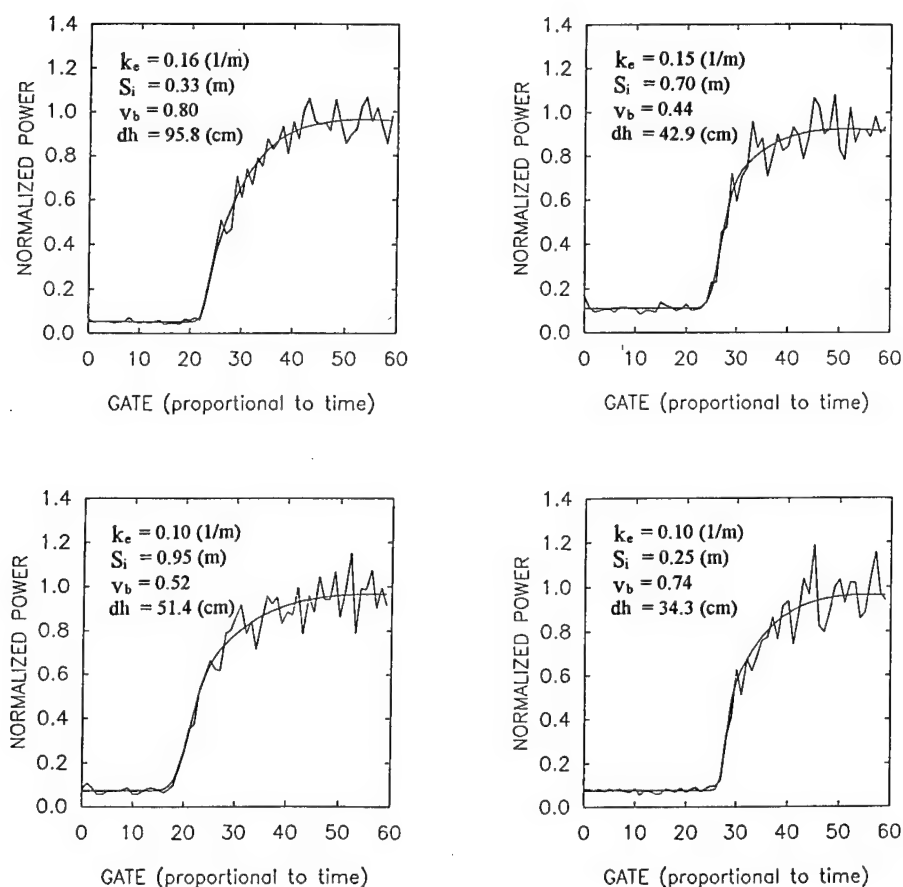 1.4
1.2
1.0
0.8
0.6
0.4
0.2
0.0
NORMALIZED POWER
kₑ = 0.16 (1/m)
Sᵢ = 0.33 (m)
v_b = 0.80
dh = 95.8 (cm)
0 10 20 30 40 50 60
GATE (proportional to time)
1.4
1.2
1.0
0.8
0.6
0.4
0.2
0.0
NORMALIZED POWER
kₑ = 0.15 (1/m)
Sᵢ = 0.70 (m)
v_b = 0.44
dh = 42.9 (cm)
0 10 20 30 40 50 60
GATE (proportional to time)
1.4
1.2
1.0
0.8
0.6
0.4
0.2
0.0
NORMALIZED POWER
kₑ = 0.10 (1/m)
Sᵢ = 0.95 (m)
v_b = 0.52
dh = 51.4 (cm)
0 10 20 30 40 50 60
GATE (proportional to time)
1.4
1.2
1.0
0.8
0.6
0.4
0.2
0.0
NORMALIZED POWER
kₑ = 0.10 (1/m)
Sᵢ = 0.25 (m)
v_b = 0.74
dh = 34.3 (cm)
0 10 20 30 40 50 60
GATE (proportional to time)